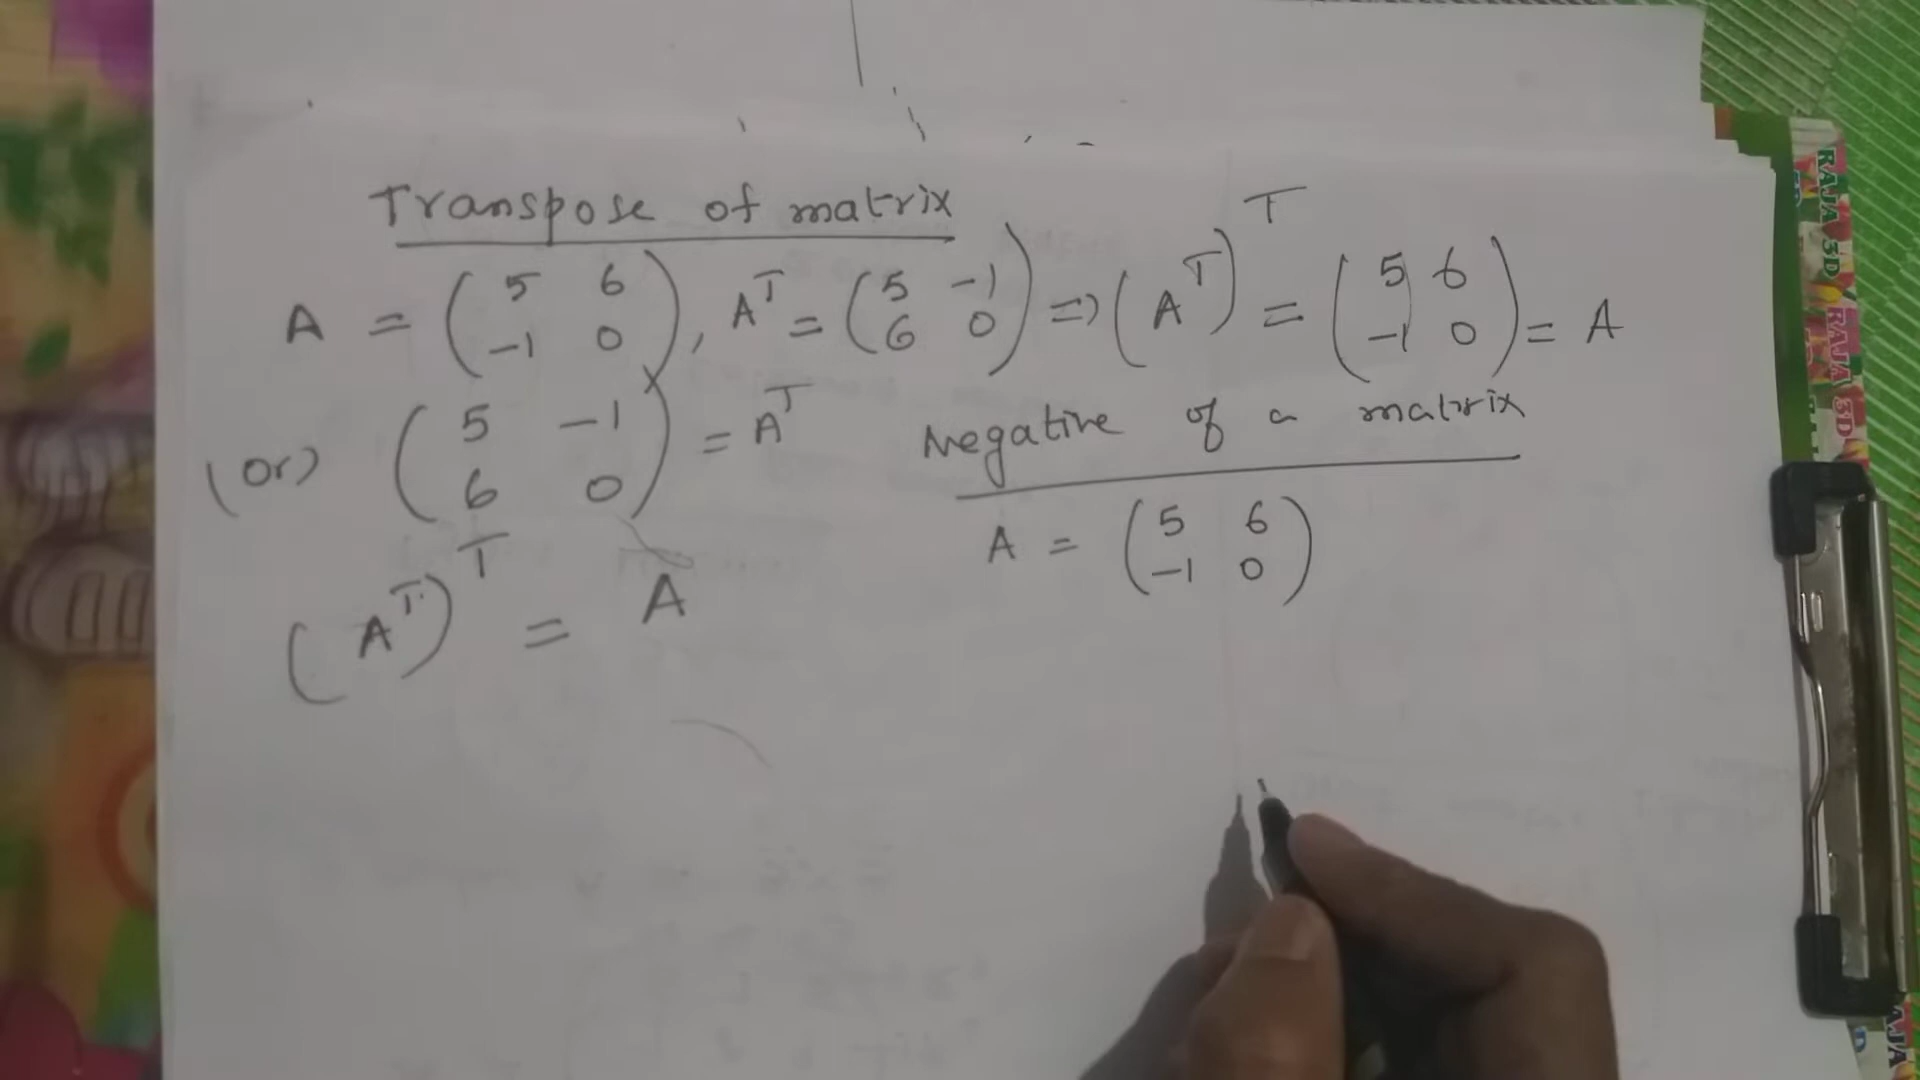 Transpose of matrix
A = (5 6 -1 0), A^T = (5 -1 6 0) => (A^T)^T = (5 6 -1 0) = A
(or) (5 -1 6 0) = A^T
(A^T)^T = A
Negative of a matrix
A = (5 6 -1 0)
RAJA 3D RAJA 3D